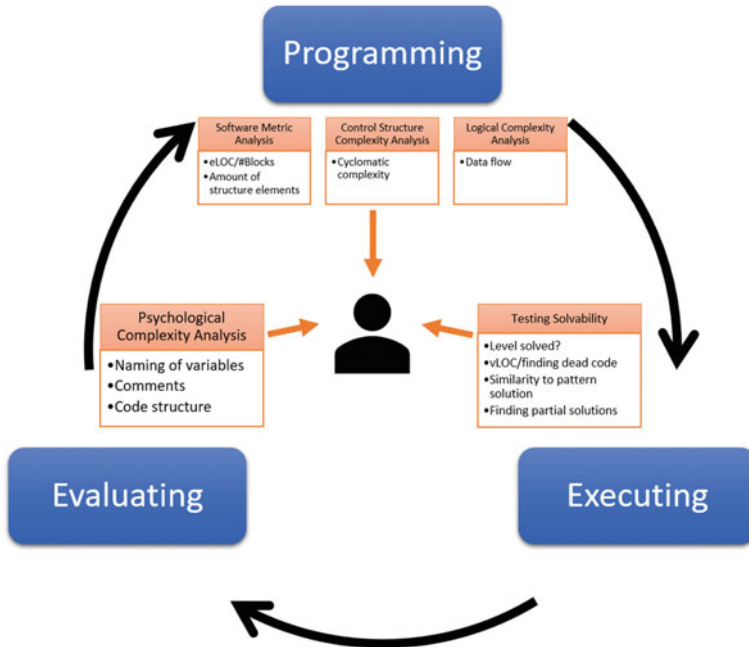 Programming
Software Metric
Analysis
•eLOC/#Blocks
•Amount of
structure elements
Control Structure
Complexity Analysis
•Cyclomatic
complexity
Logical Complexity
Analysis
•Data flow
Psychological
Complexity Analysis
•Naming of variables
•Comments
•Code structure
Testing Solvability
•Level solved?
•vLOC/finding dead code
•Similarity to pattern
solution
•Finding partial solutions
Evaluating
Executing